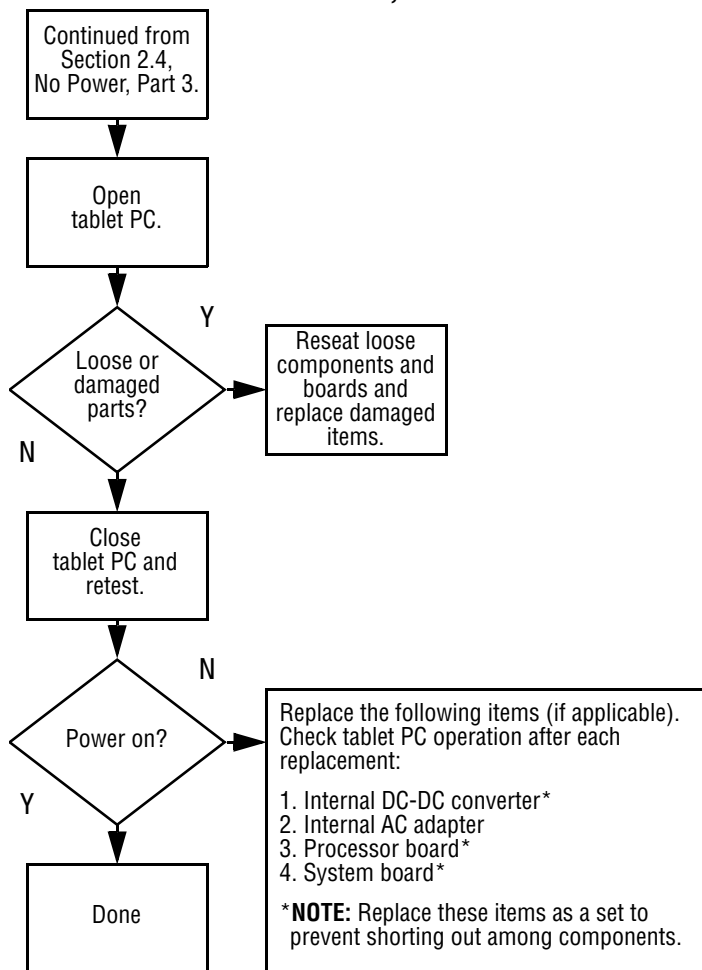 Continued from
Section 2.4,
No Power, Part 3.
Open
tablet PC.
Y
Loose or
damaged
parts?
Reseat loose
components and
boards and
replace damaged
items.
N
Close
tablet PC and
retest.
N
Power on?
Replace the following items (if applicable).
Check tablet PC operation after each
replacement:
1. Internal DC-DC converter*
2. Internal AC adapter
3. Processor board*
4. System board*
*NOTE: Replace these items as a set to
prevent shorting out among components.
Y
Done